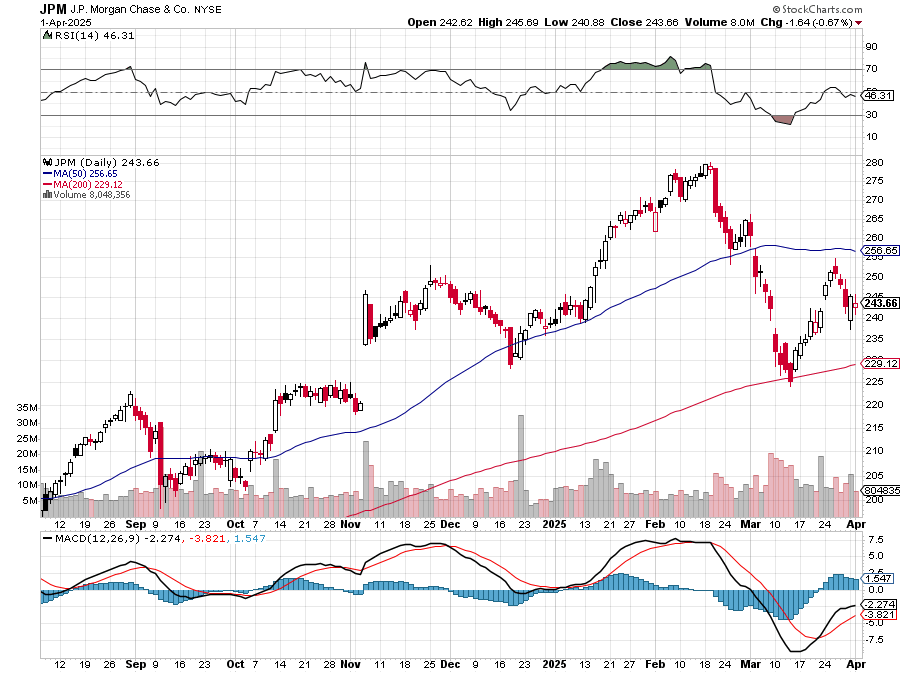 JPM J.P. Morgan Chase & Co. NYSE
© StockCharts.com
1-Apr-2025
Open 242.62 High 245.69 Low 240.88 Close 243.66 Volume 8.0M Chg -1.64 (-0.67%)
RSI(14) 46.31
90
70
50
46.31
30
10
JPM (Daily) 243.66
MA(50) 256.65
MA(200) 229.12
Volume 8,048,356
280
275
270
265
260
256.65
255
250
245
243.66
240
235
229.12
225
220
215
210
205
804835
200
35M
30M
25M
20M
15M
10M
5M
12 19 26 Sep 9 16 23 Oct 7 14 21 28 Nov 11 18 25 Dec 9 16 23 2025 13 21 27 Feb 10 18 24 Mar 10 17 24 Apr
MACD(12,26,9) -2.274, -3.821, 1.547
7.5
5.0
2.5
1.547
0.0
-2.274
-3.821
-5.0
-7.5
12 19 26 Sep 9 16 23 Oct 7 14 21 28 Nov 11 18 25 Dec 9 16 23 2025 13 21 27 Feb 10 18 24 Mar 10 17 24 Apr